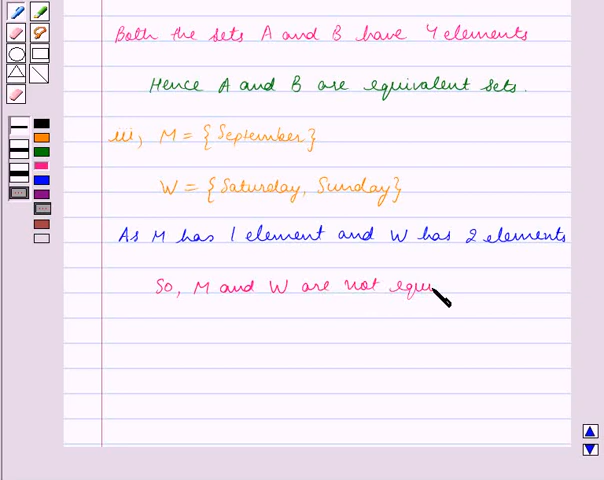 Both the sets A and B have 4 elements
Hence A and B are equivalent sets.
iii, M = {September}
W = {Saturday, Sunday}
As M has 1 element and W has 2 elements
So, M and W are not equi